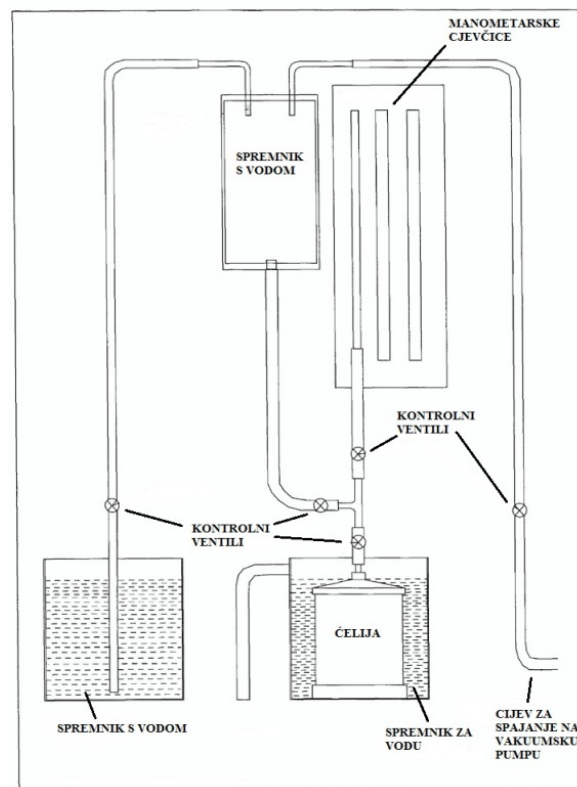 MANOMETARSKE
CJEVČICE
SPREMNIK
S VODOM
KONTROLNI
VENTILI
KONTROLNI
VENTILI
ĆELIJA
SPREMNIK S VODOM
SPREMNIK ZA
VODU
CIJEV ZA
SPAJANJE NA
VAKUUMSKU
PUMPU